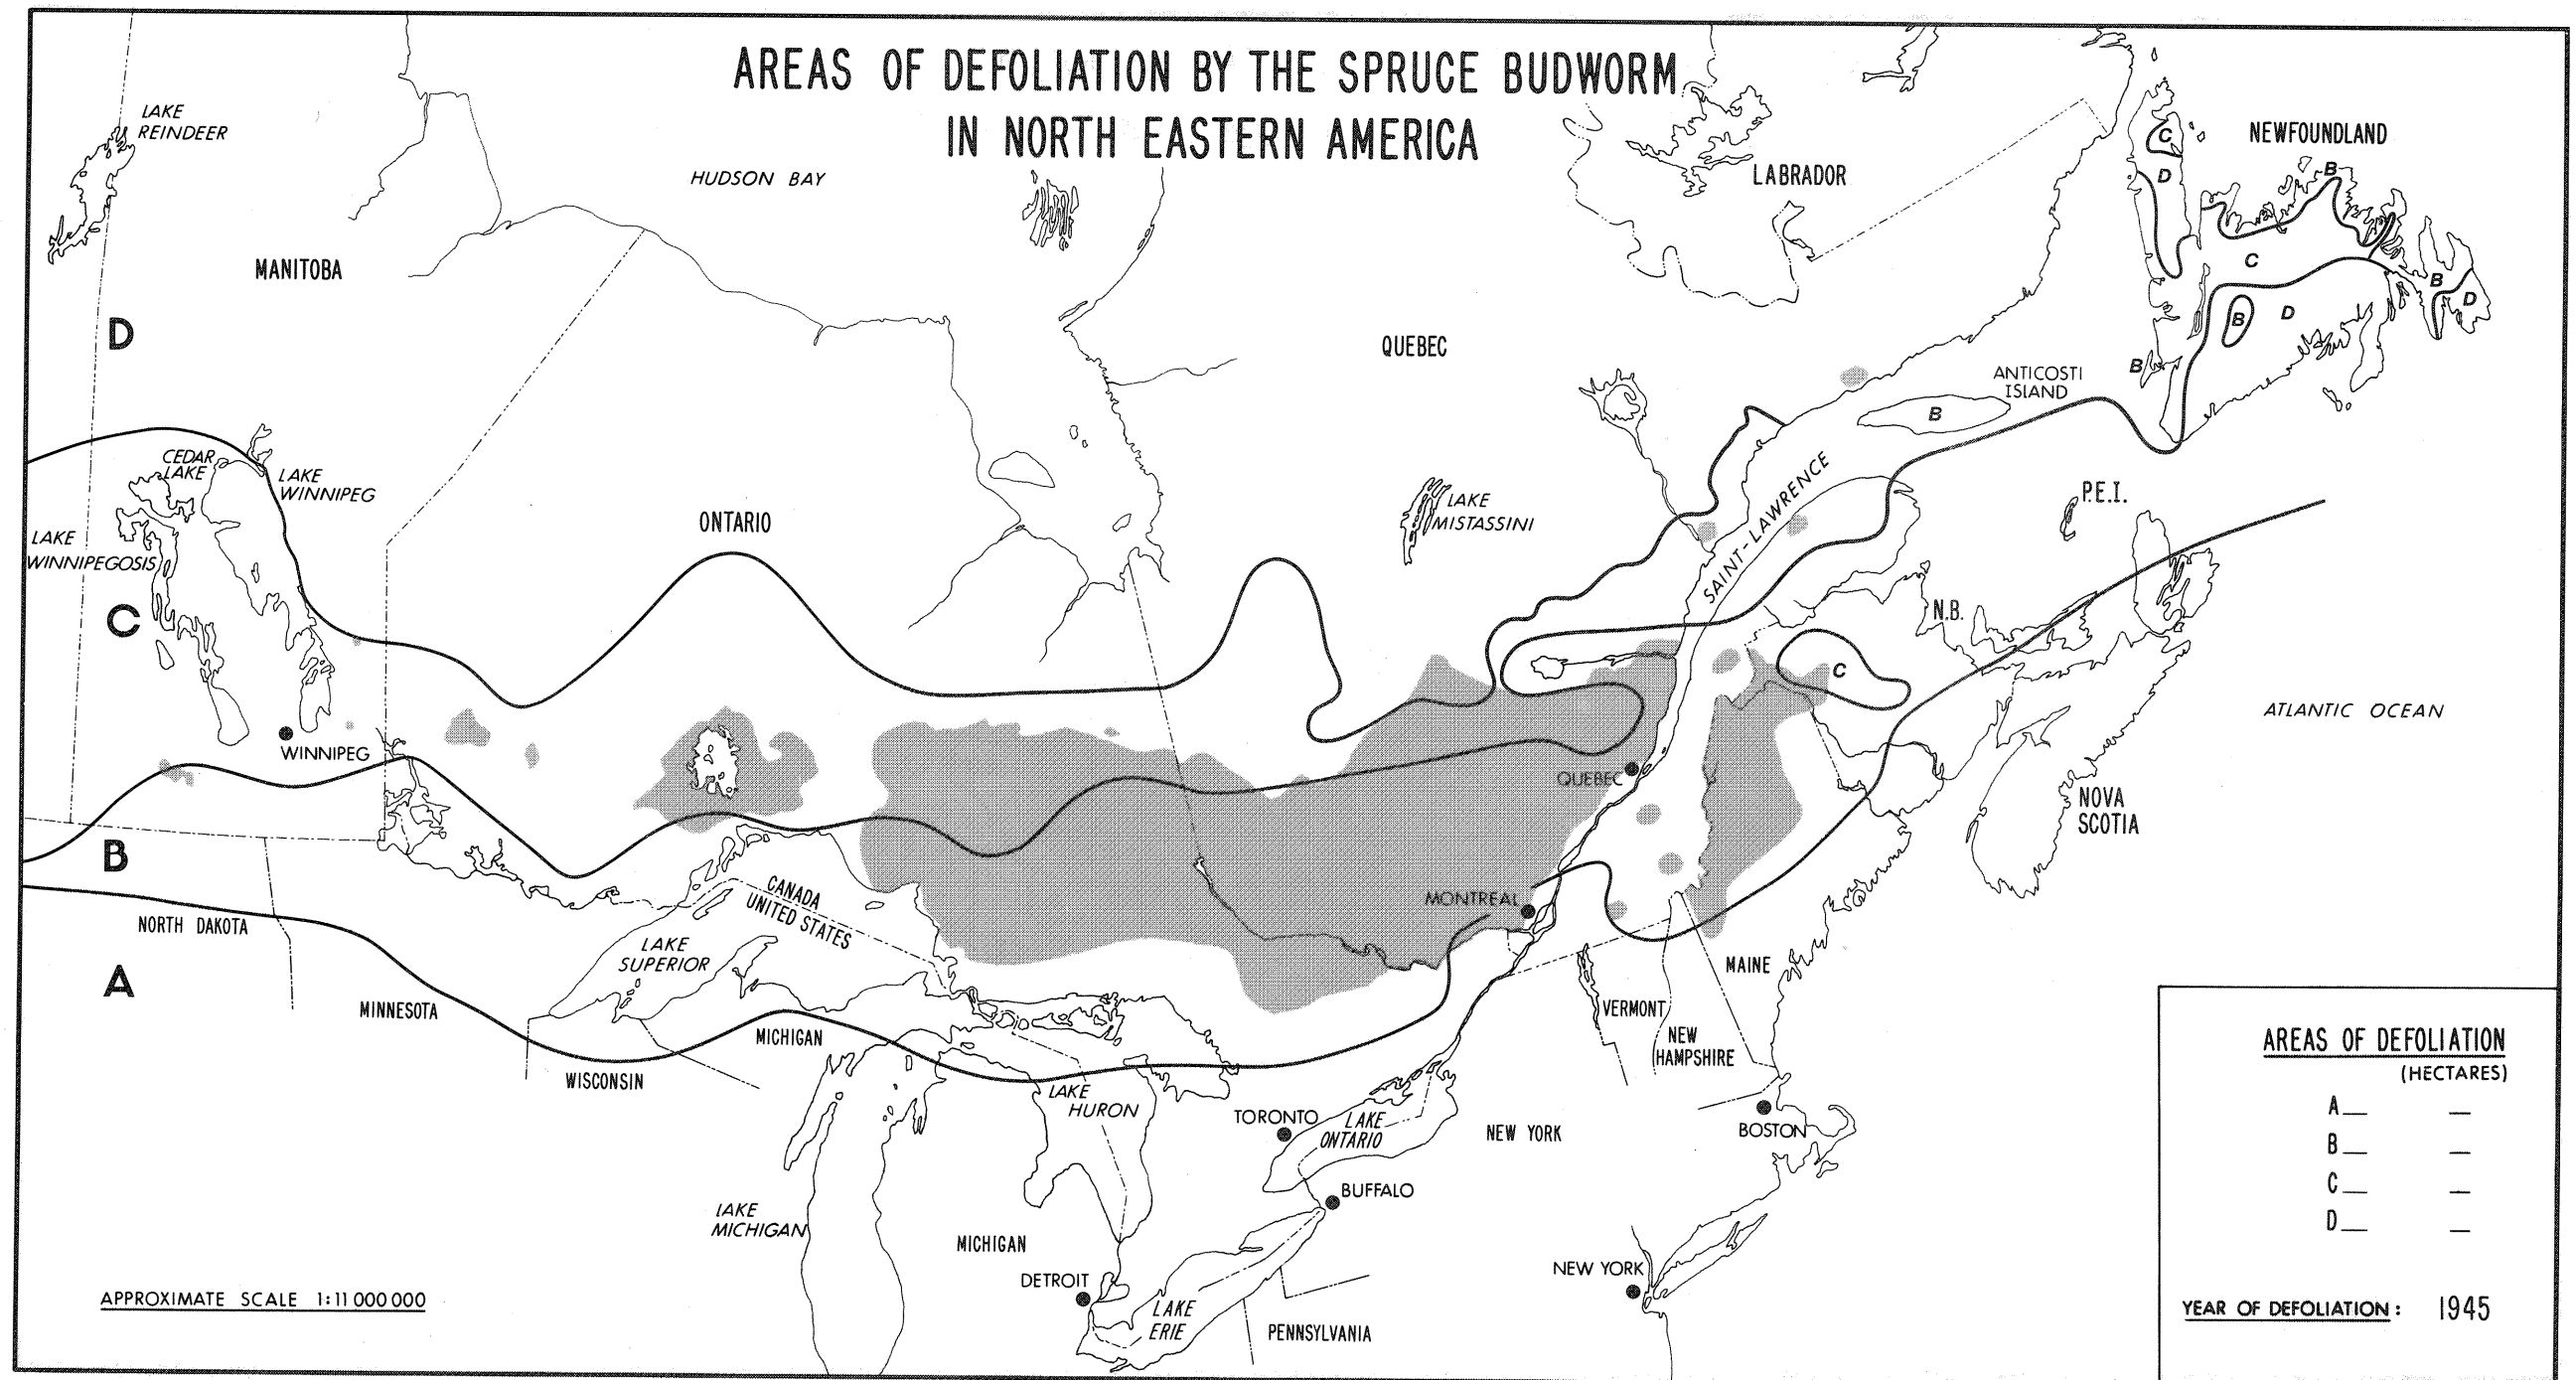 AREAS OF DEFOLIATION BY THE SPRUCE BUDWORM
IN NORTH EASTERN AMERICA
LAKE
REINDEER
HUDSON BAY
LABRADOR
NEWFOUNDLAND
C
D
B
MANITOBA
C
B
D
B
D
D
QUEBEC
B
ANTICOSTI
ISLAND
B
CEDAR
LAKE
LAKE
WINNIPEG
LAKE
WINNIPEGOSIS
ONTARIO
LAKE
MISTASSINI
SAINT-LAWRENCE
P.E.I.
N.B.
C
C
ATLANTIC OCEAN
WINNIPEG
QUEBEC
NOVA
SCOTIA
B
CANADA
UNITED STATES
MONTREAL
NORTH DAKOTA
LAKE
SUPERIOR
MAINE
A
MINNESOTA
VERMONT
NEW
HAMPSHIRE
MICHIGAN
WISCONSIN
LAKE
HURON
TORONTO
LAKE
ONTARIO
NEW YORK
BOSTON
BUFFALO
LAKE
MICHIGAN
MICHIGAN
DETROIT
NEW YORK
LAKE
ERIE
PENNSYLVANIA
APPROXIMATE SCALE 1:11 000 000
AREAS OF DEFOLIATION
(HECTARES)
A— —
B— —
C— —
D— —
YEAR OF DEFOLIATION: 1945